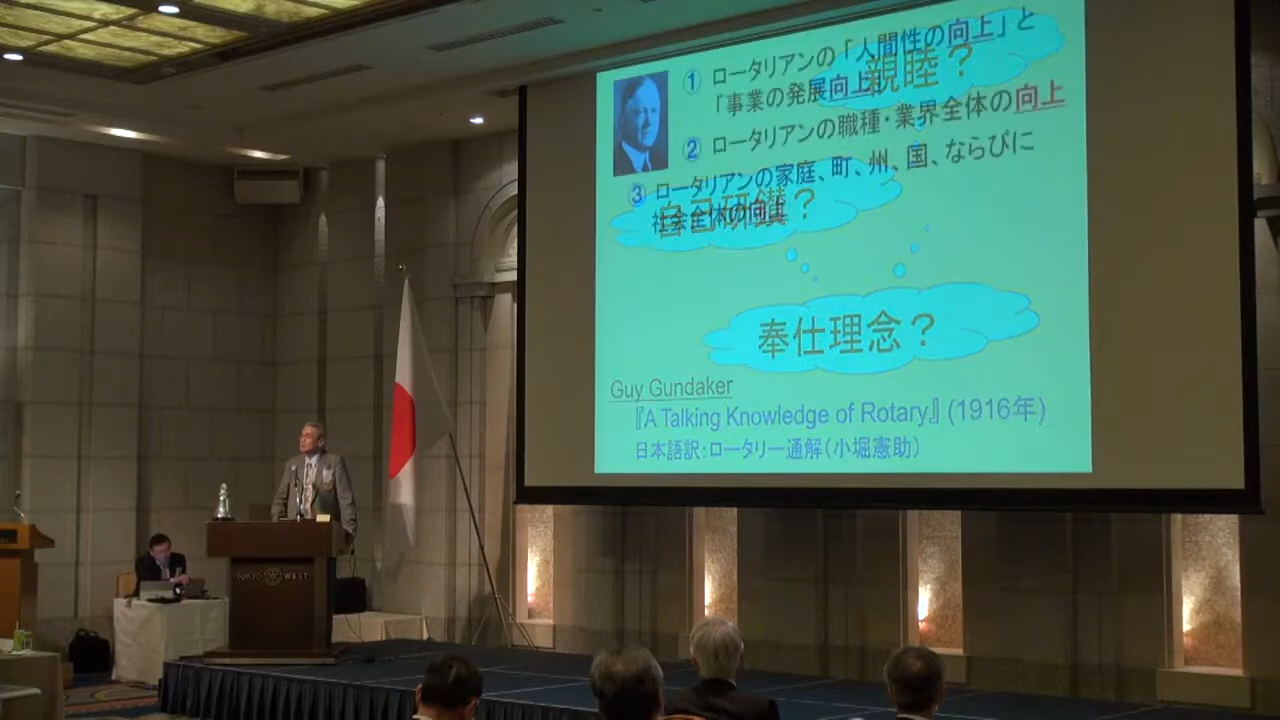 ① ロータリアンの「人間性の向上」と
「事業の発展向上」
親睦？
② ロータリアンの職種・業界全体の向上
③ ロータリアンの家庭、町、州、国、ならびに
社会全体の向上
自己研鑽？
奉仕理念？
Guy Gundaker
『A Talking Knowledge of Rotary』(1916年)
日本語訳：ロータリー通解（小堀憲助）
TOKYO WEST